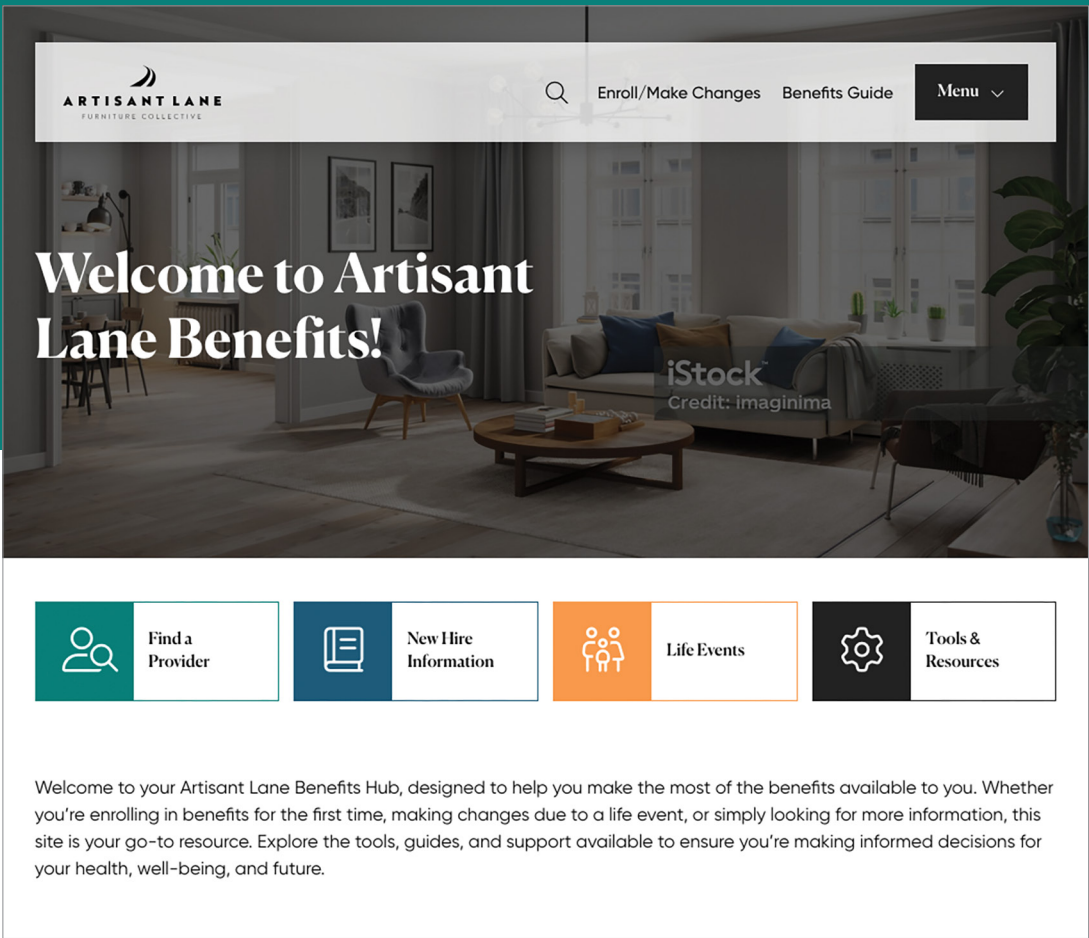 ARTISANT LANE
FURNITURE COLLECTIVE
Enroll/Make Changes
Benefits Guide
Menu
Welcome to Artisant
Lane Benefits!
iStock™
Credit: imaginima
Find a
Provider
New Hire
Information
Life Events
Tools &
Resources
Welcome to your Artisant Lane Benefits Hub, designed to help you make the most of the benefits available to you. Whether
you’re enrolling in benefits for the first time, making changes due to a life event, or simply looking for more information, this
site is your go-to resource. Explore the tools, guides, and support available to ensure you’re making informed decisions for
your health, well-being, and future.